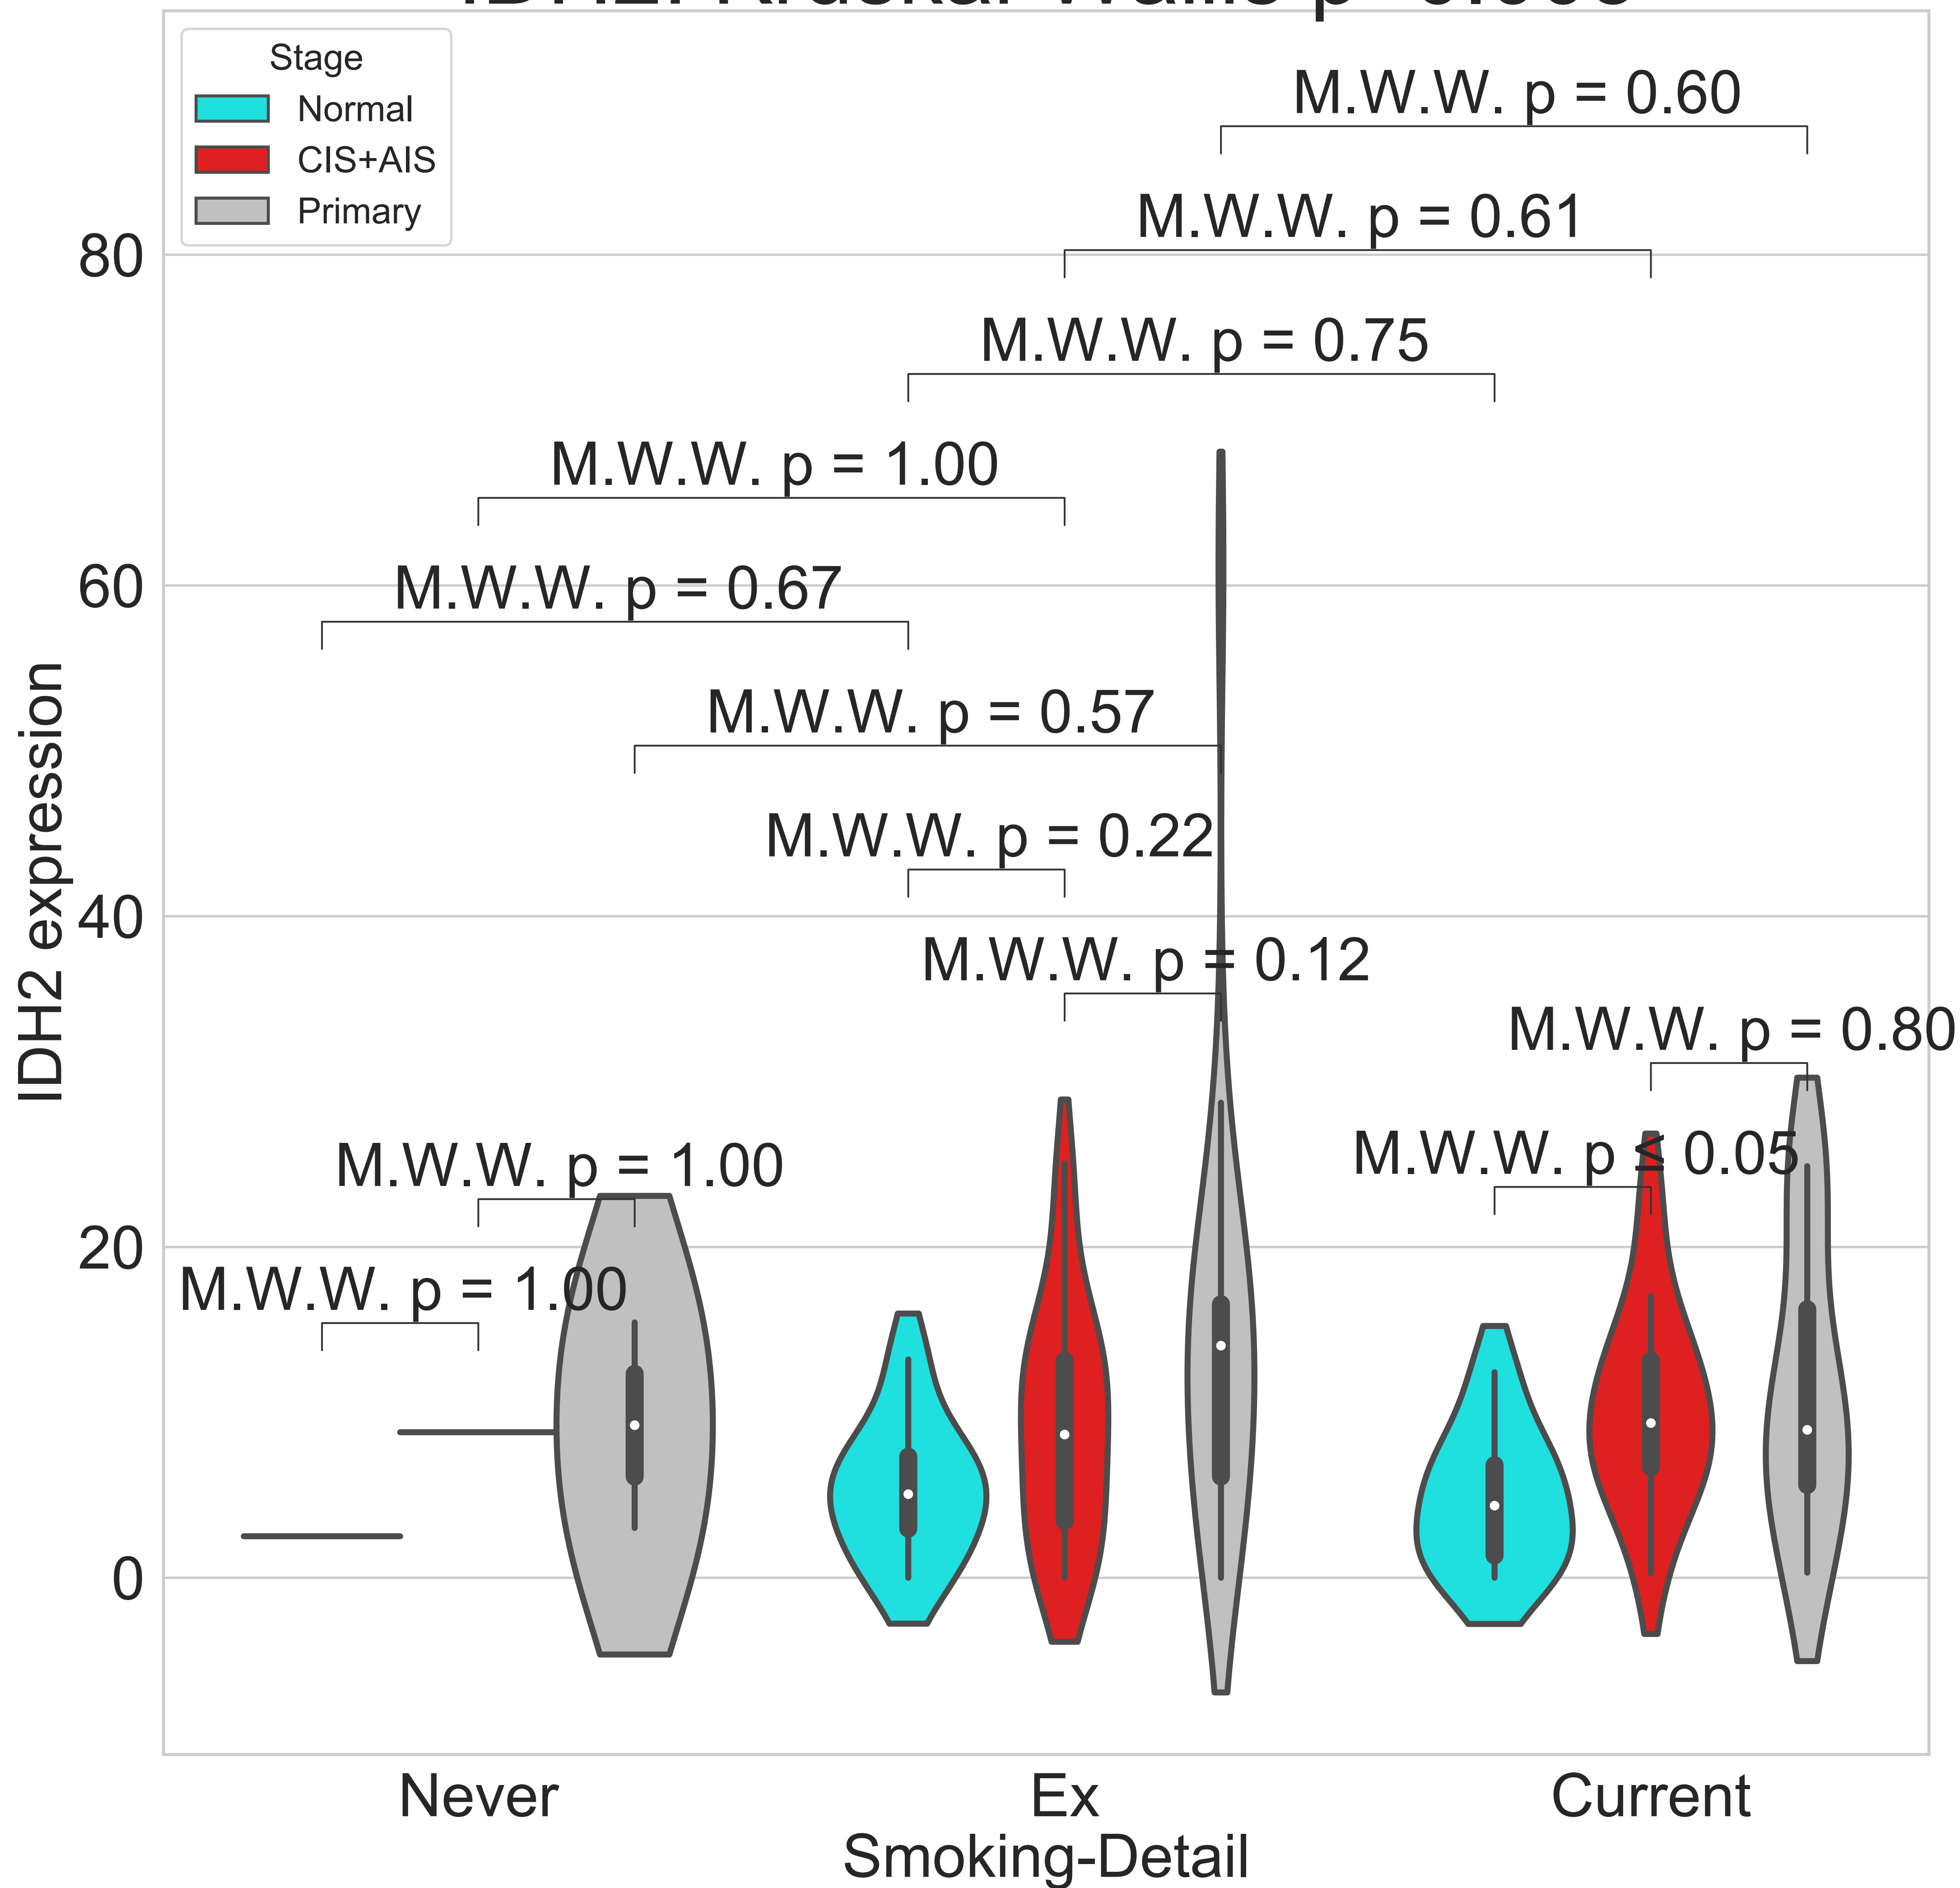 Stage
Normal
CIS+AIS
Primary
M.W.W. p = 0.60
M.W.W. p = 0.61
M.W.W. p = 0.75
M.W.W. p = 1.00
M.W.W. p = 0.67
M.W.W. p = 0.57
M.W.W. p = 0.22
M.W.W. p = 0.12
M.W.W. p = 0.80
M.W.W. p ≤ 0.05
M.W.W. p = 1.00
M.W.W. p = 1.00
80
60
40
20
0
IDH2 expression
Never
Ex
Current
Smoking-Detail